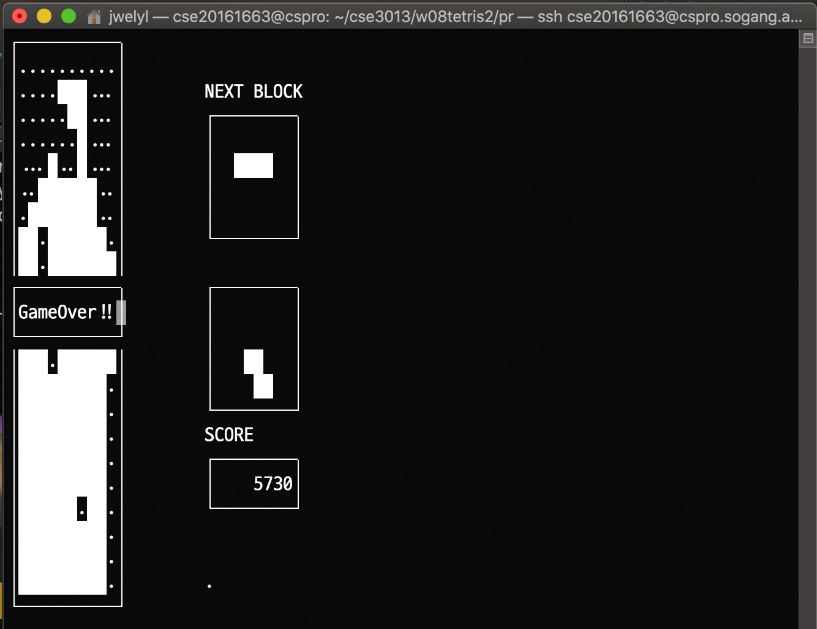 jwelyl — cse20161663@cspro: ~/cse3013/w08tetris2/pr — ssh cse20161663@cspro.sogang.a...
NEXT BLOCK
GameOver!!
SCORE
5730